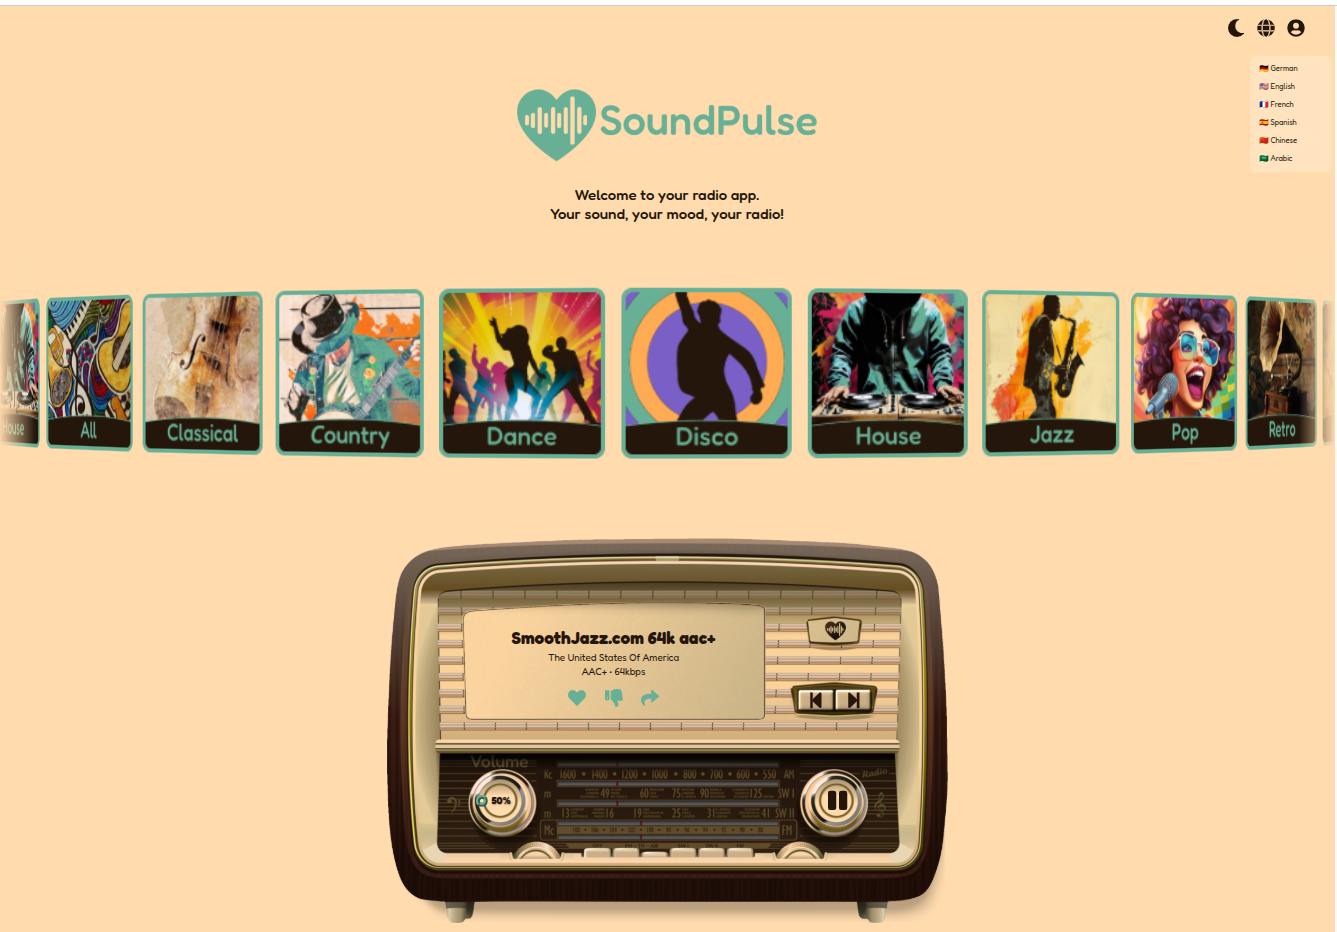 German
English
French
Spanish
Chinese
Arabic
SoundPulse
Welcome to your radio app.
Your sound, your mood, your radio!
House
All
Classical
Country
Dance
Disco
House
Jazz
Pop
Retro
SmoothJazz.com 64k aac+
The United States Of America
AAC+ • 64kbps
Volume
50%
Kc 1600 • 1400 • 1200 • 1000 • 800 • 700 • 600 • 550 AM
Radio
m 49 60 75 90 125 SW I
m 13 16 19 25 31 41 SW II
Mc FM